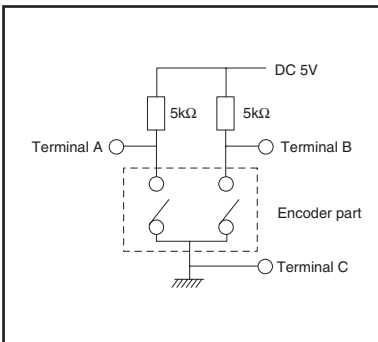 DC 5V
5kΩ
5kΩ
Terminal A
Terminal B
Encoder part
Terminal C